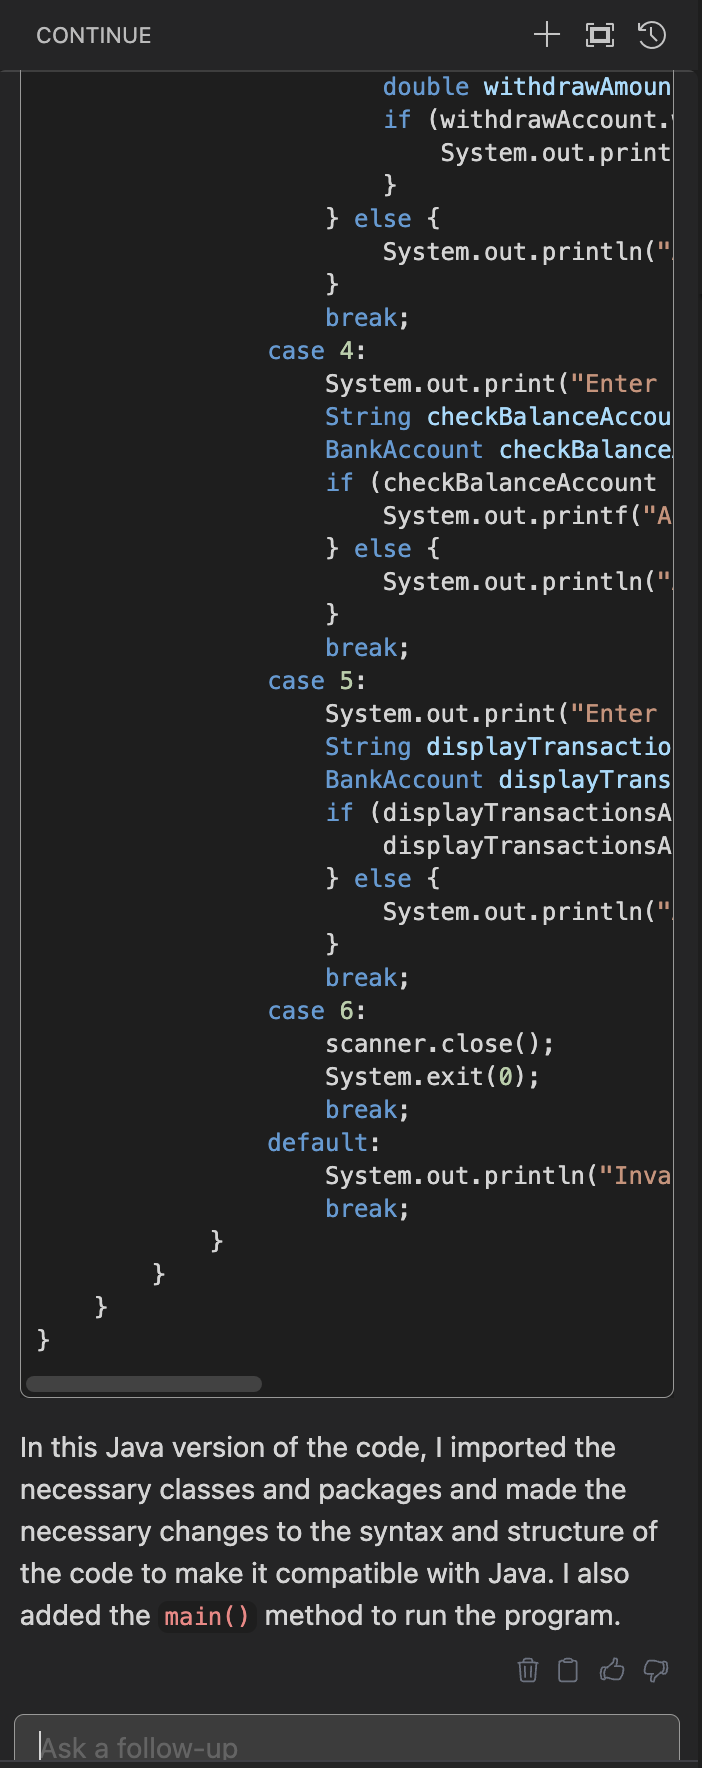 CONTINUE
double withdrawAmoun
if (withdrawAccount.
System.out.print
}
} else {
System.out.println("
}
break;
case 4:
System.out.print("Enter
String checkBalanceAccou
BankAccount checkBalance
if (checkBalanceAccount
System.out.printf("A
} else {
System.out.println("
}
break;
case 5:
System.out.print("Enter
String displayTransactio
BankAccount displayTrans
if (displayTransactionsA
displayTransactionsA
} else {
System.out.println("
}
break;
case 6:
scanner.close();
System.exit(0);
break;
default:
System.out.println("Inva
break;
}
}
}
}
In this Java version of the code, I imported the
necessary classes and packages and made the
necessary changes to the syntax and structure of
the code to make it compatible with Java. I also
added the main() method to run the program.
Ask a follow-up